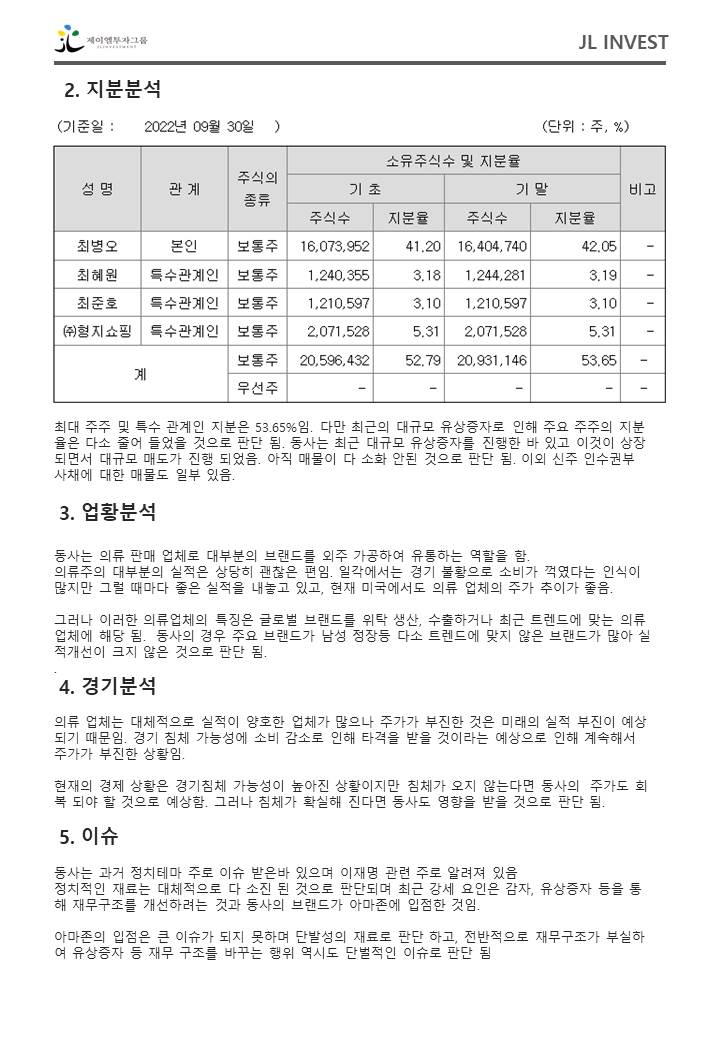 제이엘투자그룹
JLINVESTMENT
JL INVEST
2. 지분분석
(기준일 : 2022년 09월 30일 ) (단위 : 주, %)
성 명 관 계 주식의 종류 소유주식수 및 지분율 비고
기 초 기 말
주식수 지분율 주식수 지분율
최병오 본인 보통주 16,073,952 41.20 16,404,740 42.05 -
최혜원 특수관계인 보통주 1,240,355 3.18 1,244,281 3.19 -
최준호 특수관계인 보통주 1,210,597 3.10 1,210,597 3.10 -
㈜형지쇼핑 특수관계인 보통주 2,071,528 5.31 2,071,528 5.31 -
계 보통주 20,596,432 52.79 20,931,146 53.65 -
우선주 - - - - -
최대 주주 및 특수 관계인 지분은 53.65%임. 다만 최근의 대규모 유상증자로 인해 주요 주주의 지분
율은 다소 줄어 들었을 것으로 판단 됨. 동사는 최근 대규모 유상증자를 진행한 바 있고 이것이 상장
되면서 대규모 매도가 진행 되었음. 아직 매물이 다 소화 안된 것으로 판단 됨. 이외 신주 인수권부
사채에 대한 매물도 일부 있음.
3. 업황분석
동사는 의류 판매 업체로 대부분의 브랜드를 외주 가공하여 유통하는 역할을 함.
의류주의 대부분의 실적은 상당히 괜찮은 편임. 일각에서는 경기 불황으로 소비가 꺽였다는 인식이
많지만 그럴 때마다 좋은 실적을 내놓고 있고, 현재 미국에서도 의류 업체의 주가 추이가 좋음.
그러나 이러한 의류업체의 특징은 글로벌 브랜드를 위탁 생산, 수출하거나 최근 트렌드에 맞는 의류
업체에 해당 됨. 동사의 경우 주요 브랜드가 남성 정장등 다소 트렌드에 맞지 않은 브랜드가 많아 실
적개선이 크지 않은 것으로 판단 됨.
.
4. 경기분석
의류 업체는 대체적으로 실적이 양호한 업체가 많으나 주가가 부진한 것은 미래의 실적 부진이 예상
되기 때문임. 경기 침체 가능성에 소비 감소로 인해 타격을 받을 것이라는 예상으로 인해 계속해서
주가가 부진한 상황임.
현재의 경제 상황은 경기침체 가능성이 높아진 상황이지만 침체가 오지 않는다면 동사의 주가도 회
복 되야 할 것으로 예상함. 그러나 침체가 확실해 진다면 동사도 영향을 받을 것으로 판단 됨.
5. 이슈
동사는 과거 정치테마 주로 이슈 받은바 있으며 이재명 관련 주로 알려져 있음
정치적인 재료는 대체적으로 다 소진 된 것으로 판단되며 최근 강세 요인은 감자, 유상증자 등을 통
해 재무구조를 개선하려는 것과 동사의 브랜드가 아마존에 입점한 것임.
아마존의 입점은 큰 이슈가 되지 못하며 단발성의 재료로 판단 하고, 전반적으로 재무구조가 부실하
여 유상증자 등 재무 구조를 바꾸는 행위 역시도 단벌적인 이슈로 판단 됨